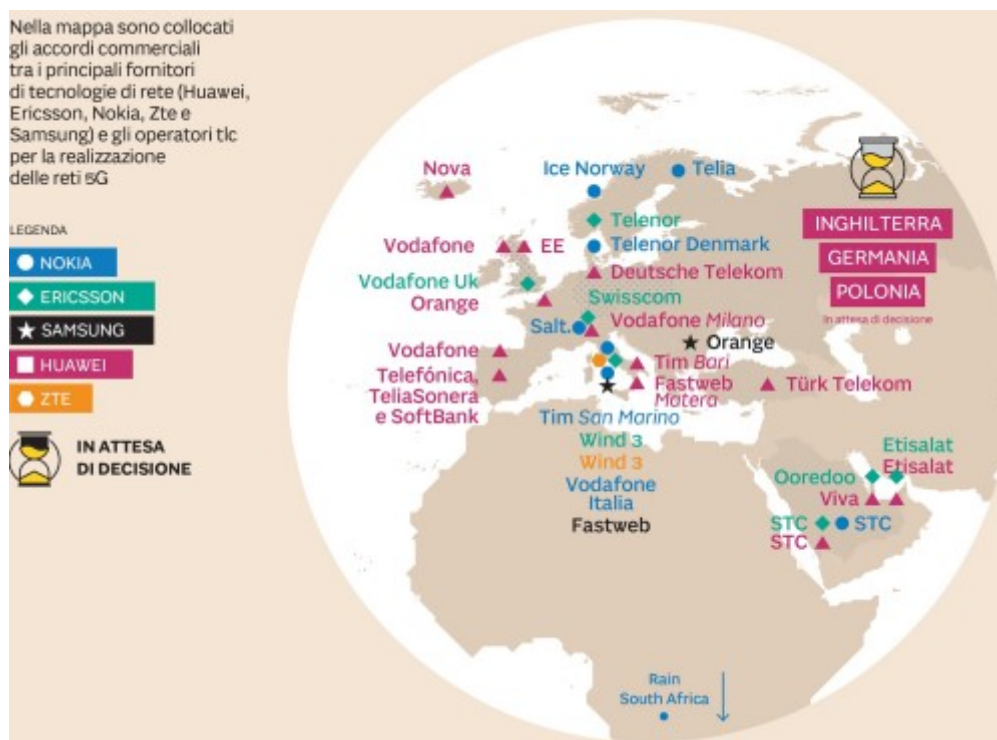 Nella mappa sono collocati
gli accordi commerciali
tra i principali fornitori
di tecnologie di rete (Huawei,
Ericsson, Nokia, Zte e
Samsung) e gli operatori tlc
per la realizzazione
delle reti 5G
LEGENDA
NOKIA
ERICSSON
SAMSUNG
HUAWEI
ZTE
IN ATTESA
DI DECISIONE
Nova
Ice Norway
Telia
Telenor
Vodafone
EE
Telenor Denmark
Deutsche Telekom
Vodafone Uk
Orange
Swisscom
Salt.
Vodafone Milano
Orange
Vodafone
Tim Bari
Telefónica,
TeliaSonera
e SoftBank
Fastweb
Matera
Türk Telekom
Tim San Marino
Wind 3
Wind 3
Vodafone
Italia
Fastweb
INGHILTERRA
GERMANIA
POLONIA
In attesa di decisione
Etisalat
Etisalat
Ooredoo
Viva
STC
STC
STC
Rain
South Africa